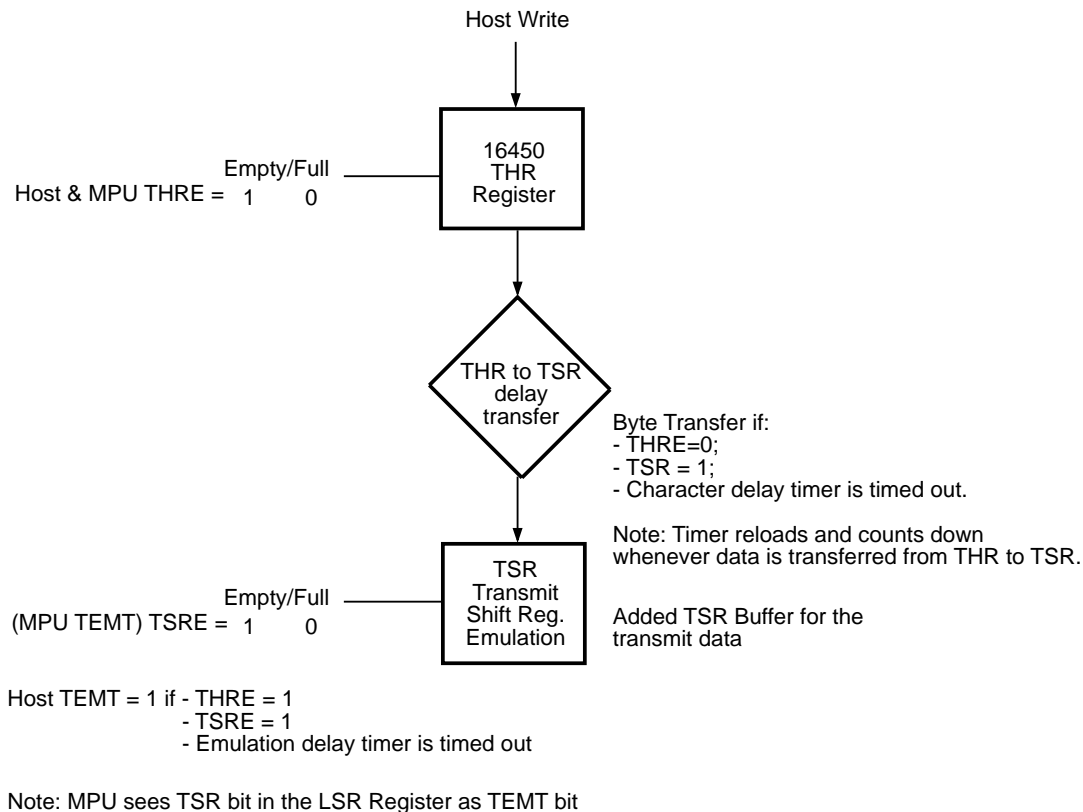 Host Write
16450
THR
Register
Empty/Full
Host & MPU THRE = 1 0
THR to TSR
delay
transfer
Byte Transfer if:
- THRE=0;
- TSR = 1;
- Character delay timer is timed out.
Note: Timer reloads and counts down
whenever data is transferred from THR to TSR.
TSR
Transmit
Shift Reg.
Emulation
Empty/Full
(MPU TEMT) TSRE = 1 0
Added TSR Buffer for the
transmit data
Host TEMT = 1 if - THRE = 1
- TSRE = 1
- Emulation delay timer is timed out
Note: MPU sees TSR bit in the LSR Register as TEMT bit